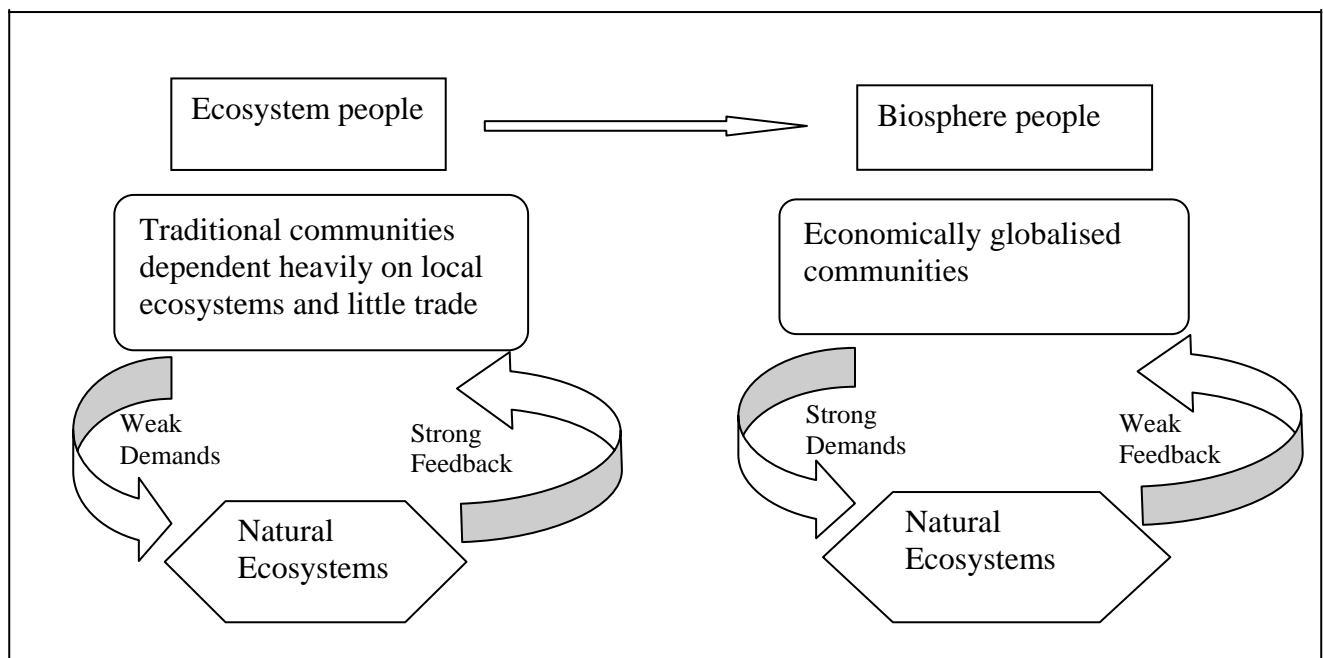 Ecosystem people
Biosphere people
Traditional communities
dependent heavily on local
ecosystems and little trade
Economically globalised
communities
Weak
Demands
Strong
Feedback
Strong
Demands
Weak
Feedback
Natural
Ecosystems
Natural
Ecosystems